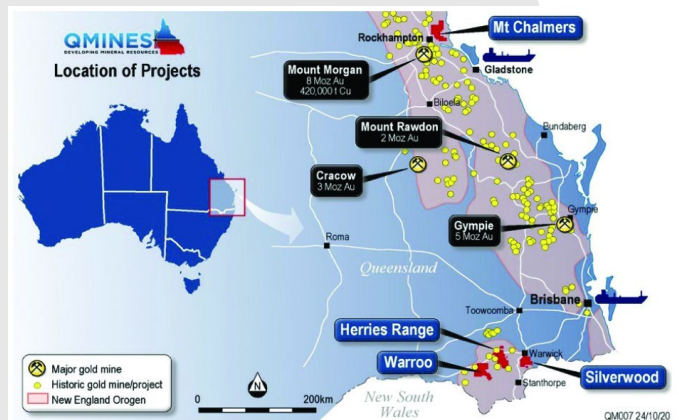 QMINES
DEVELOPING MINERAL RESOURCES
Location of Projects
Mt Chalmers
Rockhampton
Gladstone
Mount Morgan
8 Moz Au
420,000 t Cu
Biloela
Mount Rawdon
2 Moz Au
Bundaberg
Cracow
3 Moz Au
Gympie
5 Moz Au
Gympie
Roma
Queensland
Brisbane
Toowoomba
Herries Range
Warroo
Warwick
Silverwood
Stanthorpe
New South
Wales
Major gold mine
Historic gold mine/project
New England Orogen
N
0
200km
QM007 24/10/20